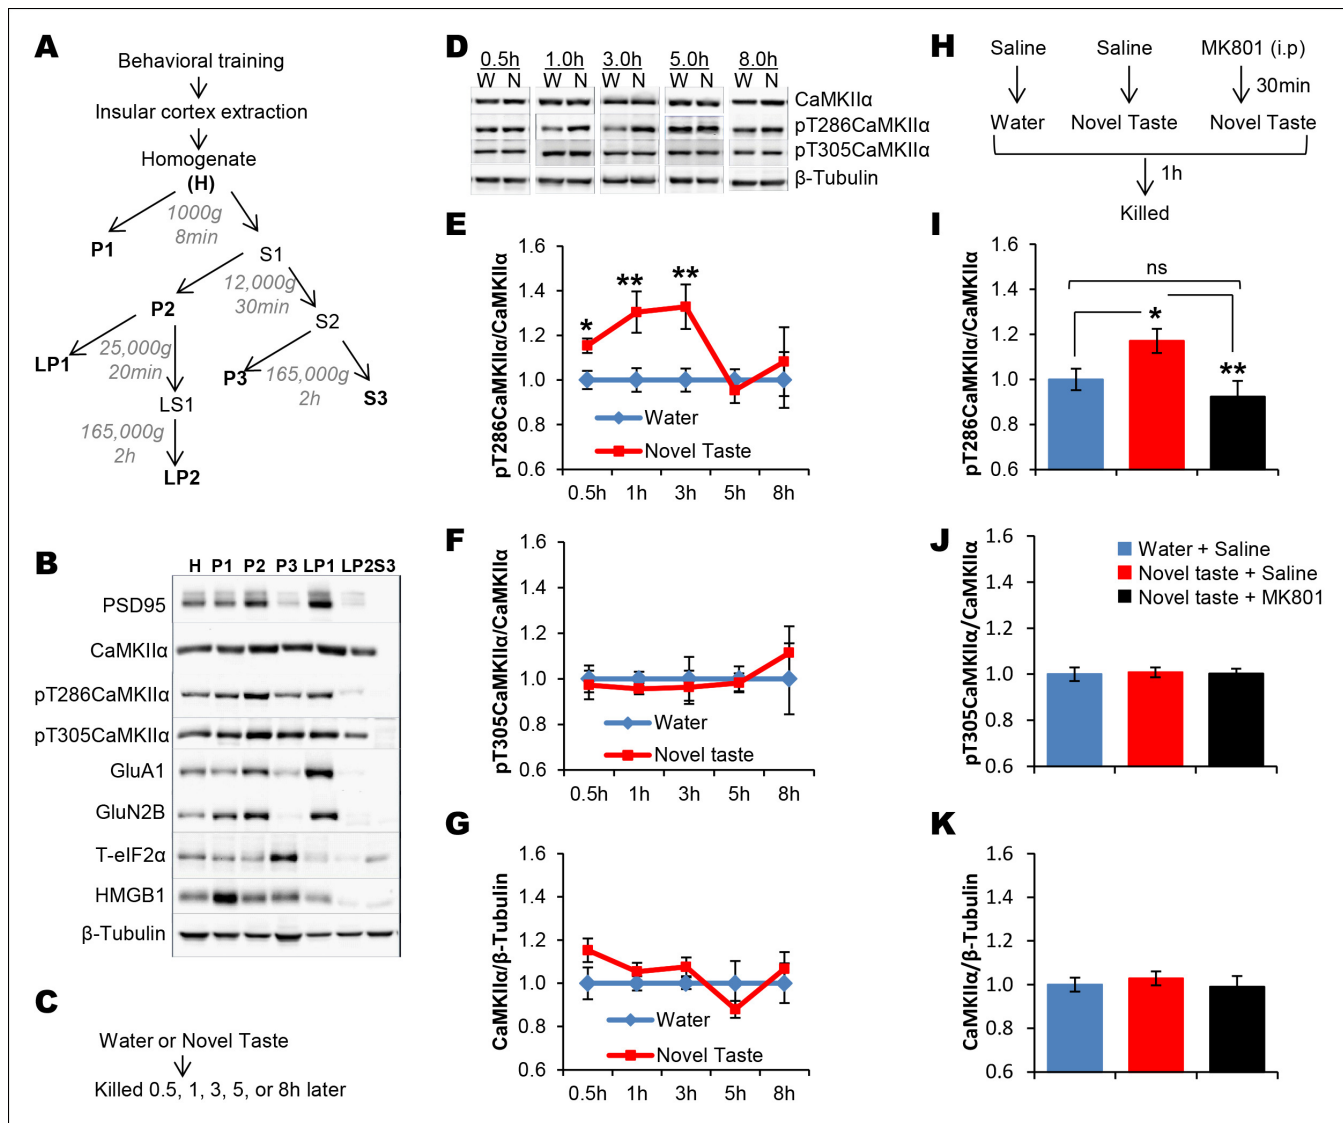 A
Behavioral training
Insular cortex extraction
Homogenate
(H)
1000g
8min
P1
S1
12,000g
30min
P2
S2
LP1
25,000g
20min
P3
165,000g
2h
S3
LS1
165,000g
2h
LP2
B
H P1 P2 P3 LP1 LP2 S3
PSD95
CaMKIIα
pT286CaMKIIα
pT305CaMKIIα
GluA1
GluN2B
T-eIF2α
HMGB1
β-Tubulin
C
Water or Novel Taste
Killed 0.5, 1, 3, 5, or 8h later
D
0.5h 1.0h 3.0h 5.0h 8.0h
W N W N W N W N W N
CaMKIIα
pT286CaMKIIα
pT305CaMKIIα
β-Tubulin
E
pT286CaMKIIα/CaMKIIα
1.6
1.4
1.2
1.0
0.8
0.6
* ** **
Water
Novel Taste
0.5h 1h 3h 5h 8h
F
pT305CaMKIIα/CaMKIIα
1.6
1.4
1.2
1.0
0.8
0.6
Water
Novel taste
0.5h 1h 3h 5h 8h
G
CaMKIIα/β-Tubulin
1.6
1.4
1.2
1.0
0.8
0.6
Water
Novel Taste
0.5h 1h 3h 5h 8h
H
Saline Saline MK801 (i.p)
30min
Water Novel Taste Novel Taste
1h
Killed
I
pT286CaMKIIα/CaMKIIα
1.6
1.4
1.2
1.0
0.8
0.6
ns
*
**
J
pT305CaMKIIα/CaMKIIα
1.6
1.4
1.2
1.0
0.8
0.6
Water + Saline
Novel taste + Saline
Novel taste + MK801
K
CaMKIIα/β-Tubulin
1.6
1.4
1.2
1.0
0.8
0.6